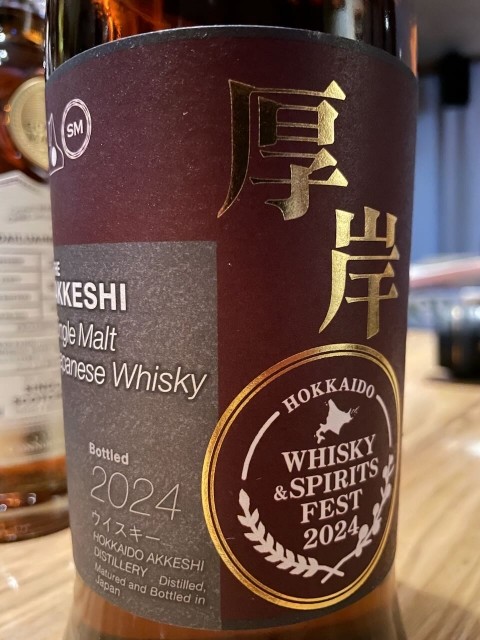 SM
厚
岸
KKESHI
ngle Malt
panese Whisky
Bottled
2024
ウイスキー
HOKKAIDO AKKESHI
DISTILLERY Distilled,
Matured and Bottled in
Japan
HOKKAIDO
WHISKY
&SPIRITS
FEST
2024